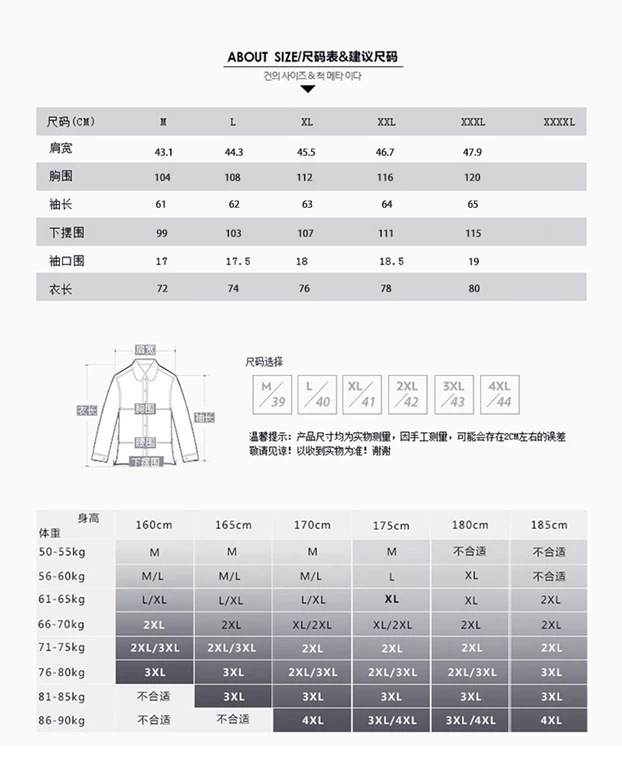 ABOUT SIZE/尺码表&建议尺码
건의 사이즈 & 척 메타 이다
尺码(CM) M L XL XXL XXXL XXXXL
肩宽 43.1 44.3 45.5 46.7 47.9
胸围 104 108 112 116 120
袖长 61 62 63 64 65
下摆围 99 103 107 111 115
袖口围 17 17.5 18 18.5 19
衣长 72 74 76 78 80
肩宽
衣长
胸围
袖长
腰围
下摆围
尺码选择
M/39 L/40 XL/41 2XL/42 3XL/43 4XL/44
温馨提示：产品尺寸均为实物测量，因手工测量，可能会存在2CM左右的误差
敬请见谅！以收到实物为准！谢谢
身高
体重
160cm 165cm 170cm 175cm 180cm 185cm
50-55kg M M M M 不合适 不合适
56-60kg M/L M/L M/L L XL 不合适
61-65kg L/XL L/XL L/XL XL XL 2XL
66-70kg 2XL 2XL XL/2XL XL/2XL 2XL 2XL
71-75kg 2XL/3XL 2XL/3XL 2XL 2XL 2XL 2XL
76-80kg 3XL 3XL 2XL/3XL 2XL/3XL 2XL/3XL 3XL
81-85kg 不合适 3XL 3XL 3XL 3XL 3XL
86-90kg 不合适 不合适 4XL 3XL/4XL 3XL/4XL 4XL